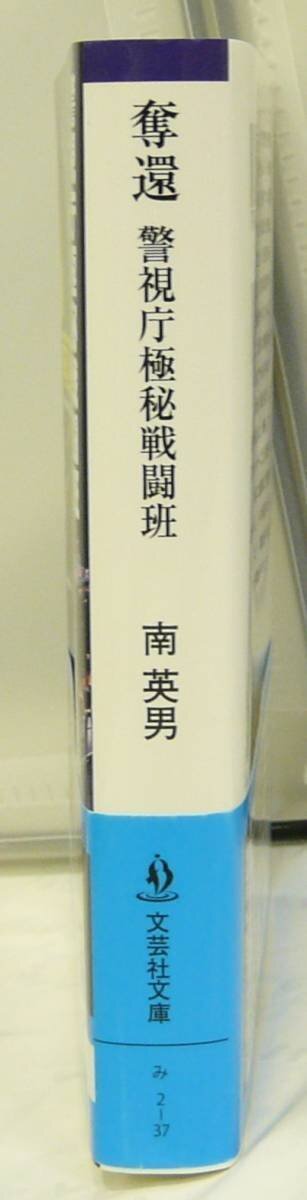 奪還 警視庁極秘戦闘班
南 英男
文芸社文庫
み
2-37